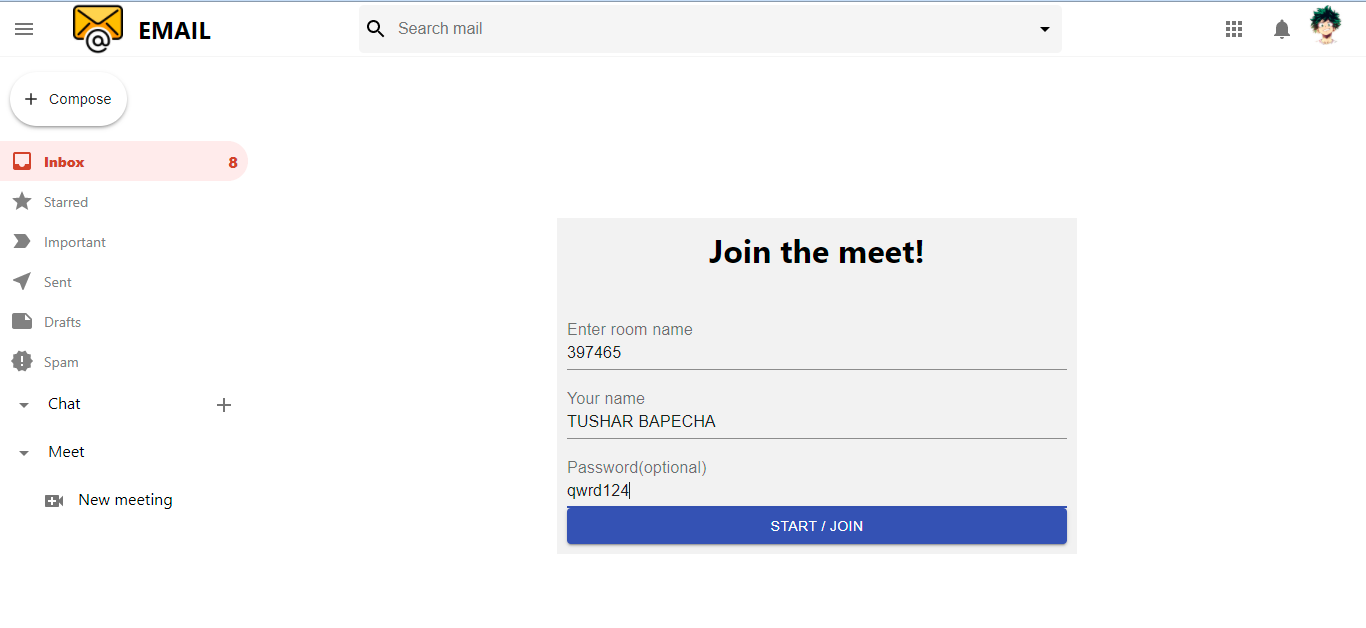 EMAIL
Search mail
Compose
Inbox 8
Starred
Important
Sent
Drafts
Spam
Chat
Meet
New meeting
Join the meet!
Enter room name
397465
Your name
TUSHAR BAPECHA
Password(optional)
qwrd124
START / JOIN